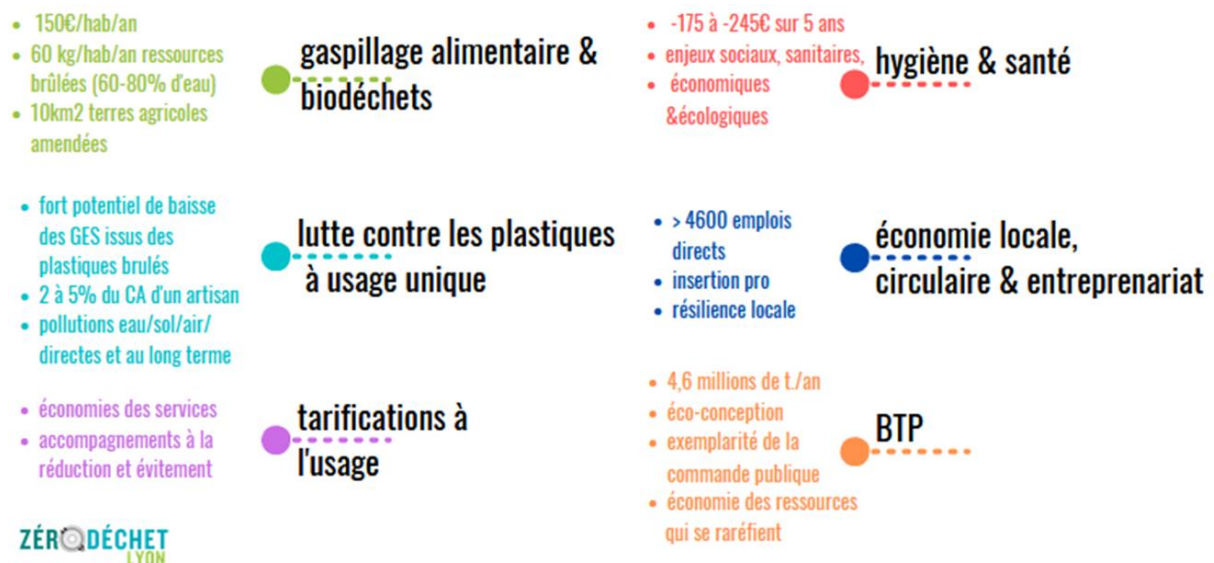 • 150€/hab/an
• 60 kg/hab/an ressources
brûlées (60-80% d'eau)
• 10km2 terres agricoles
amendées
gaspillage alimentaire &
biodéchets
• -175 à -245€ sur 5 ans
• enjeux sociaux, sanitaires,
• économiques
&écologiques
hygiène & santé
• fort potentiel de baisse
des GES issus des
plastiques brulés
• 2 à 5% du CA d'un artisan
• pollutions eau/sol/air/
directes et au long terme
lutte contre les plastiques
à usage unique
• > 4600 emplois
directs
• insertion pro
• résilience locale
économie locale,
circulaire & entreprenariat
• économies des services
• accompagnements à la
réduction et évitement
tarifications à
l'usage
• 4,6 millions de t./an
• éco-conception
• exemplarité de la
commande publique
• économie des ressources
qui se raréfient
BTP
ZÉRO DÉCHET
LYON